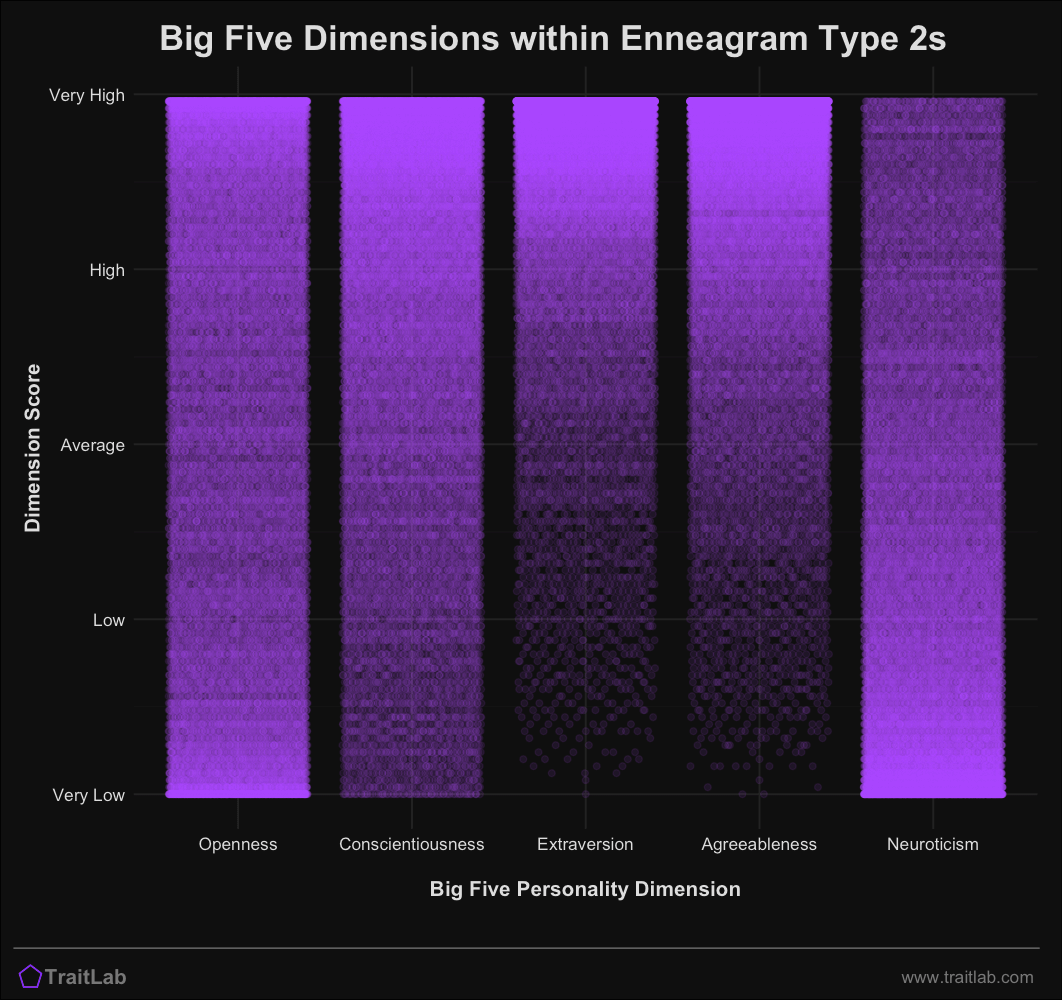 Big Five Dimensions within Enneagram Type 2s
Very High
High
Average
Low
Very Low
Dimension Score
Openness Conscientiousness Extraversion Agreeableness Neuroticism
Big Five Personality Dimension
TraitLab www.traitlab.com